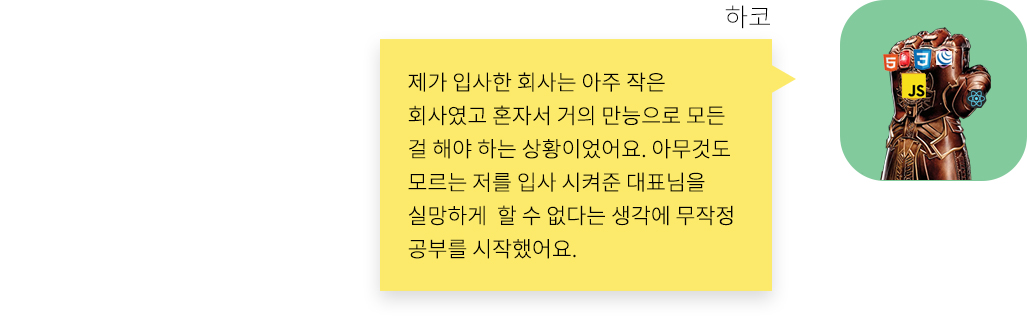 하코
제가 입사한 회사는 아주 작은
회사였고 혼자서 거의 만능으로 모든
걸 해야 하는 상황이었어요. 아무것도
모르는 저를 입사 시켜준 대표님을
실망하게  할 수 없다는 생각에 무작정
공부를 시작했어요.
5 3
JS